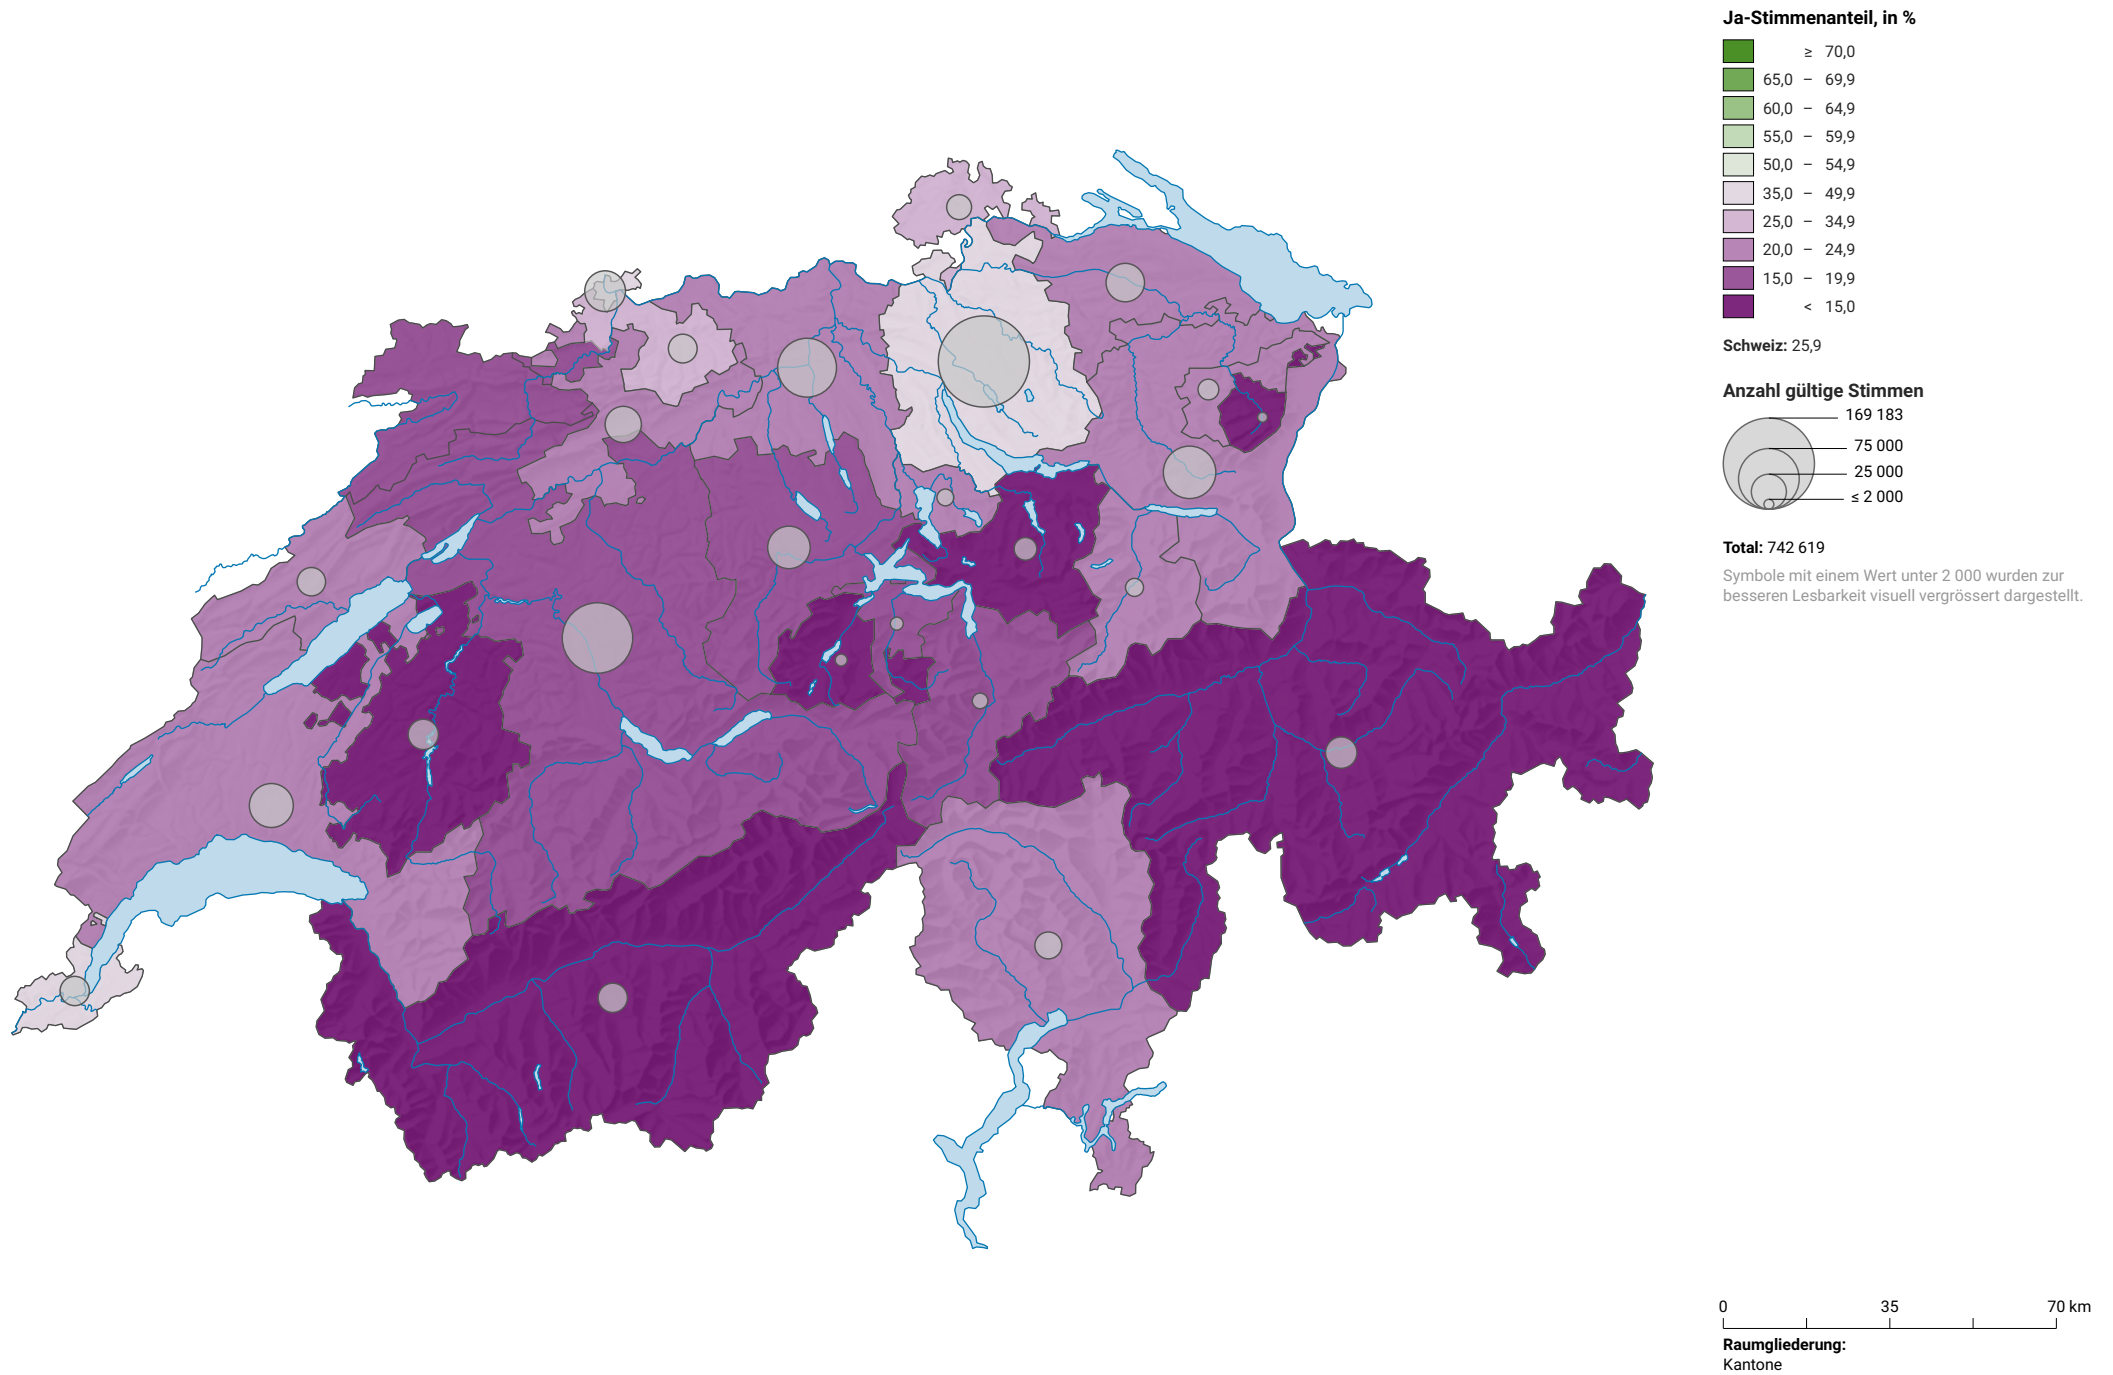 Ja-Stimmenanteil, in %
≥ 70,0
65,0 – 69,9
60,0 – 64,9
55,0 – 59,9
50,0 – 54,9
35,0 – 49,9
25,0 – 34,9
20,0 – 24,9
15,0 – 19,9
< 15,0
Schweiz: 25,9
Anzahl gültige Stimmen
169 183
75 000
25 000
≤ 2 000
Total: 742 619
Symbole mit einem Wert unter 2 000 wurden zur
besseren Lesbarkeit visuell vergrössert dargestellt.
0 35 70 km
Raumgliederung:
Kantone